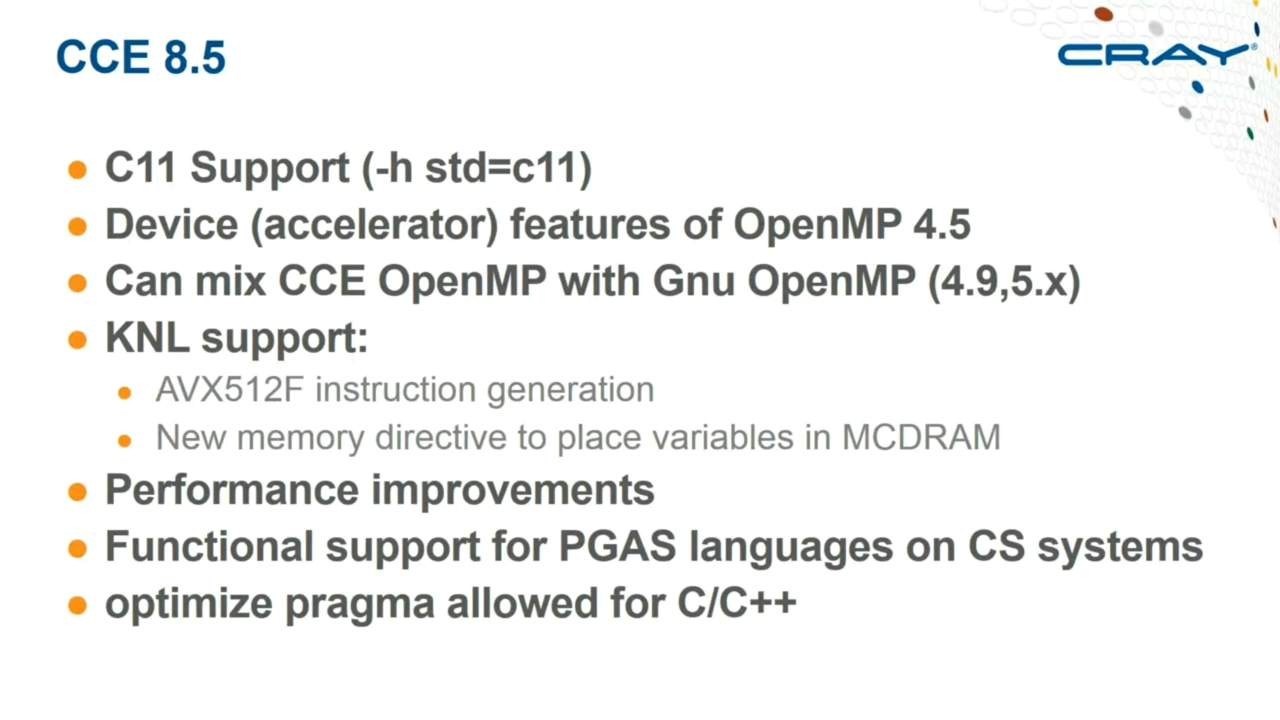 CCE 8.5
CRAY®
C11 Support (-h std=c11)
Device (accelerator) features of OpenMP 4.5
Can mix CCE OpenMP with Gnu OpenMP (4.9,5.x)
KNL support:
AVX512F instruction generation
New memory directive to place variables in MCDRAM
Performance improvements
Functional support for PGAS languages on CS systems
optimize pragma allowed for C/C++